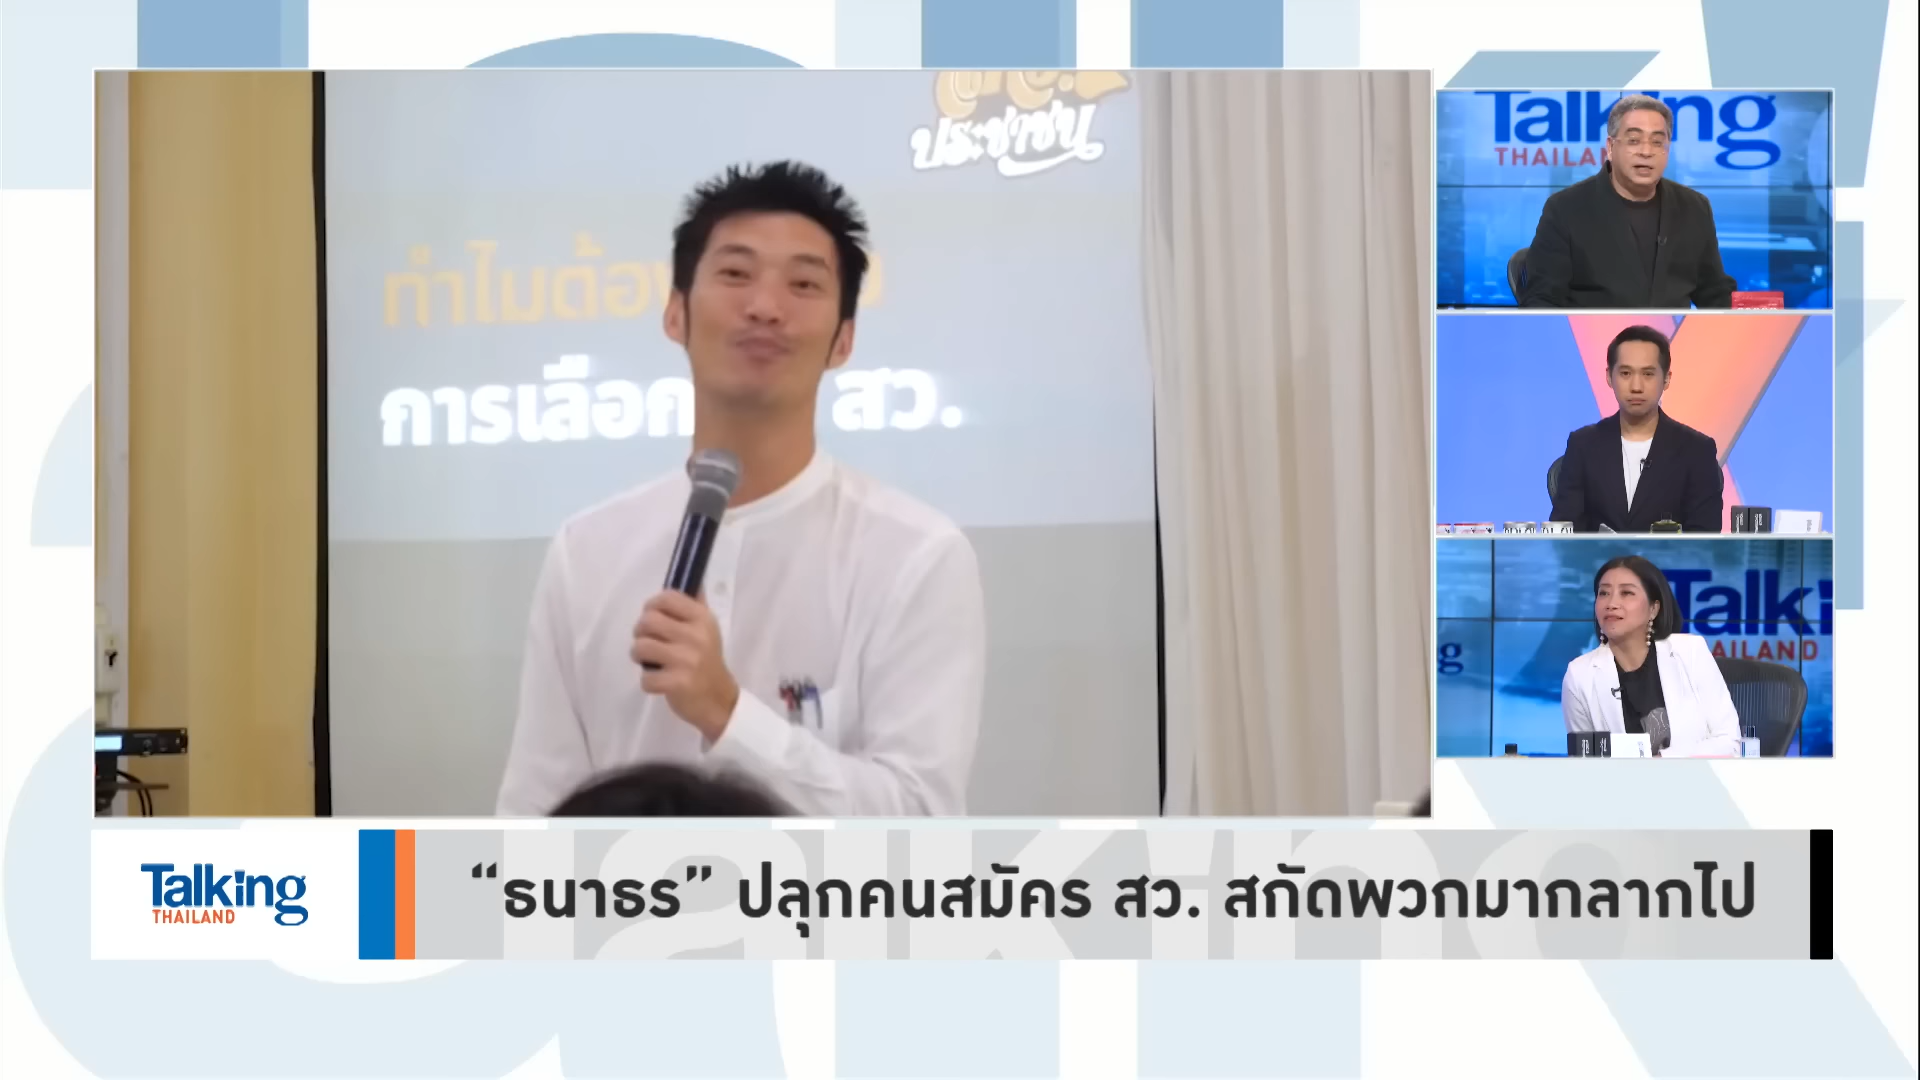 ประชาชน
ทำไมต้อง
การเลือก สว.
Talking
THAILAND
Talking
THAILAND
“ธนาธร” ปลุกคนสมัคร สว. สกัดพวกมากลากไป